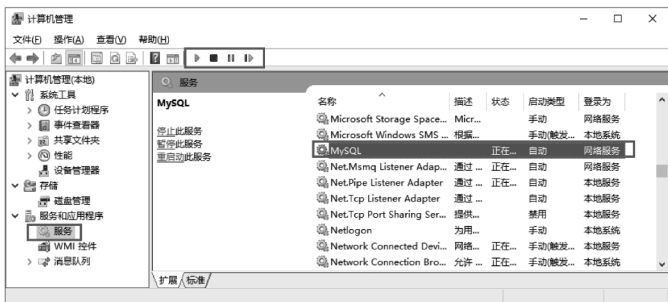 计算机管理
文件(F) 操作(A) 查看(V) 帮助(H)
计算机管理(本地)
系统工具
任务计划程序
事件查看器
共享文件夹
性能
设备管理器
存储
磁盘管理
服务和应用程序
服务
WMI 控件
消息队列
服务
MySQL
停止此服务
暂停此服务
重启动此服务
名称 描述 状态 启动类型 登录为
Microsoft Storage Space... Micr... 手动 网络服务
Microsoft Windows SMS ... 根据... 手动(触发... 本地系统
MySQL 正在... 自动 网络服务
Net.Msmq Listener Adap... 通过 ... 正在... 自动 网络服务
Net.Pipe Listener Adapter 通过 ... 正在... 自动 本地服务
Net.Tcp Listener Adapter 通过 ... 自动 本地服务
Net.Tcp Port Sharing Ser... 提供... 禁用 本地服务
Netlogon 为用... 手动 本地系统
Network Connected Devi... 网络... 正在... 手动(触发... 本地服务
Network Connection Bro... 允许 ... 正在... 手动(触发... 本地系统
扩展 标准